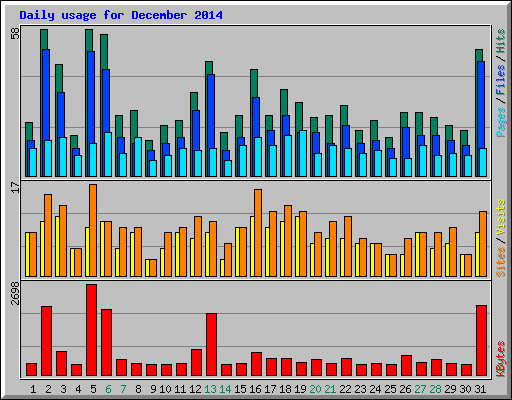 Daily usage for December 2014
58
Pages / Files / Hits
17
Sites / Visits
2698
KBytes
1 2 3 4 5 6 7 8 9 10 11 12 13 14 15 16 17 18 19 20 21 22 23 24 25 26 27 28 29 30 31